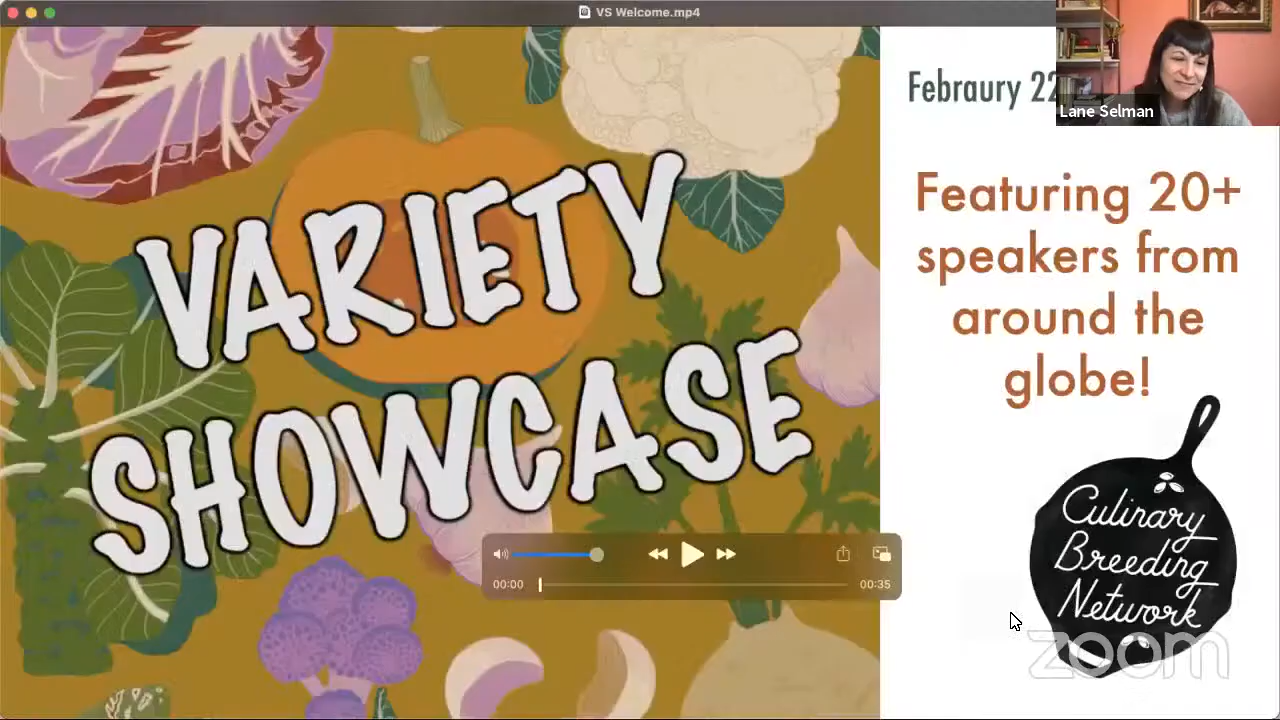 VS Welcome.mp4
Febraury 22
Lane Selman
VARIETY
SHOWCASE
Featuring 20+
speakers from
around the
globe!
Culinary
Breeding
Network
00:00
00:35
zoom